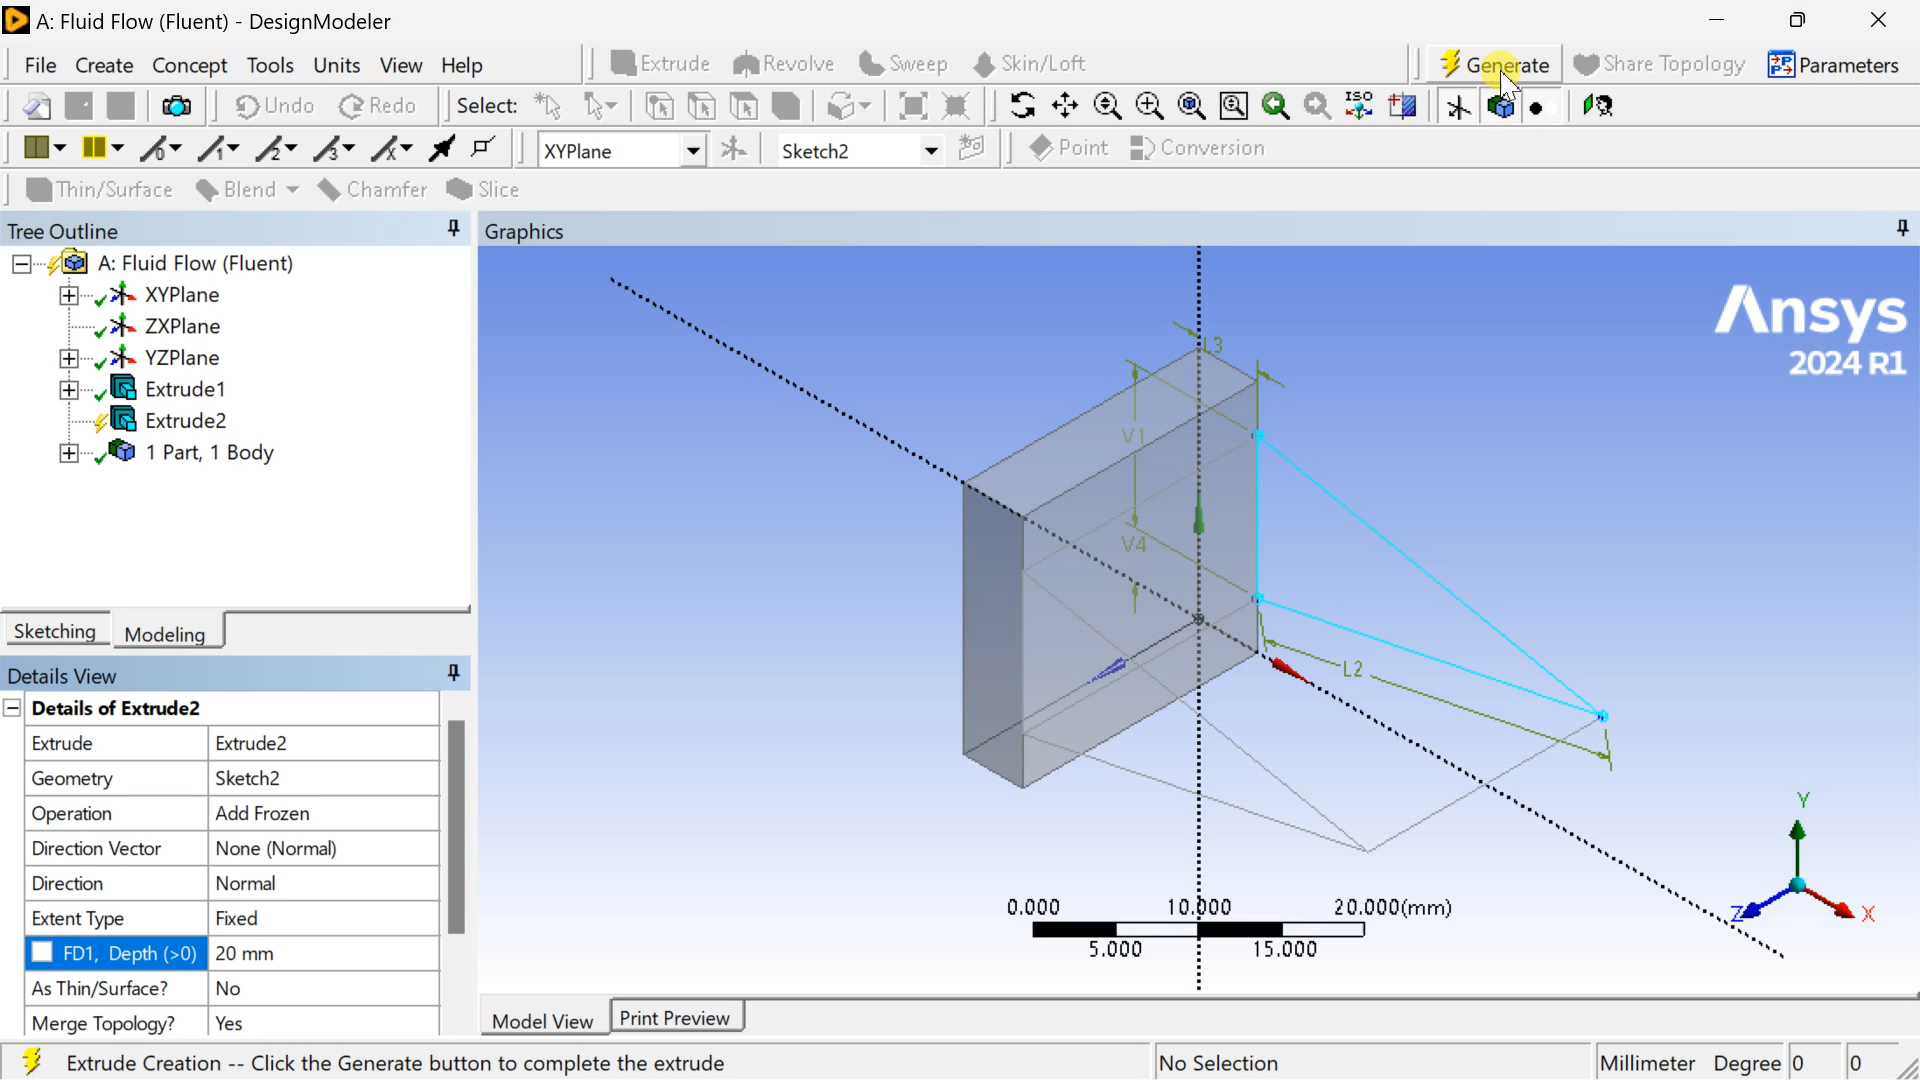 A: Fluid Flow (Fluent) - DesignModeler
File Create Concept Tools Units View Help
Extrude Revolve Sweep Skin/Loft
Generate Share Topology Parameters
Undo Redo Select: ISO
XYPlane Sketch2 Point Conversion
Thin/Surface Blend Chamfer Slice
Tree Outline
A: Fluid Flow (Fluent)
XYPlane
ZXPlane
YZPlane
Extrude1
Extrude2
1 Part, 1 Body
Sketching Modeling
Details View
Details of Extrude2
Extrude Extrude2
Geometry Sketch2
Operation Add Frozen
Direction Vector None (Normal)
Direction Normal
Extent Type Fixed
FD1, Depth (>0) 20 mm
As Thin/Surface? No
Merge Topology? Yes
Graphics
Ansys
2024 R1
L3
V1
V4
L2
Y
Z X
0.000 10.000 20.000(mm)
5.000 15.000
Model View Print Preview
Extrude Creation -- Click the Generate button to complete the extrude
No Selection
Millimeter Degree 0 0